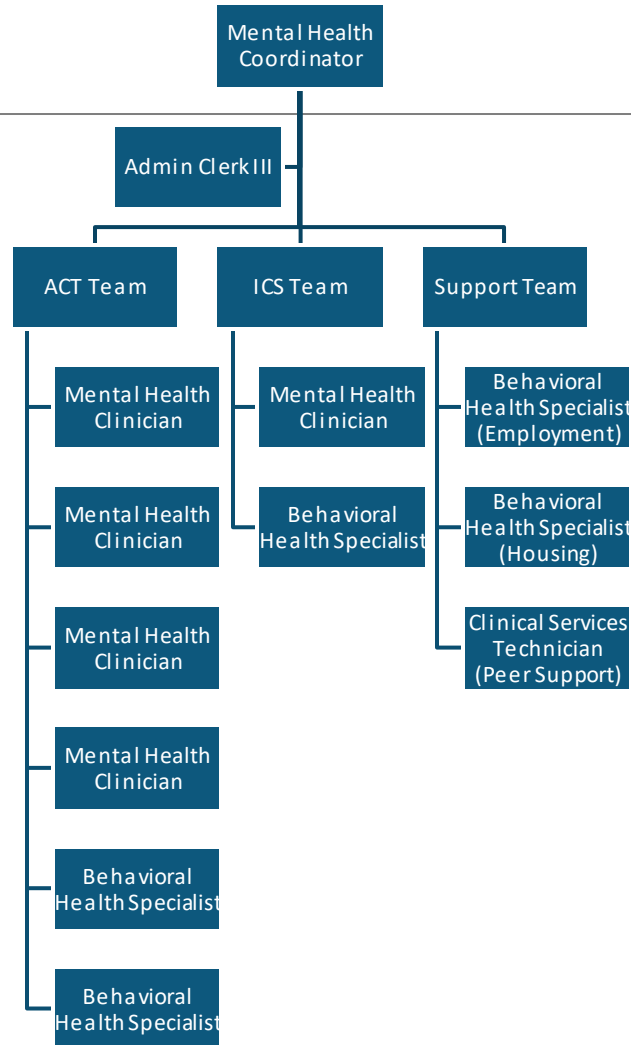 Mental Health
Coordinator
Admin Clerk III
ACT Team
ICS Team
Support Team
Mental Health
Clinician
Mental Health
Clinician
Mental Health
Clinician
Mental Health
Clinician
Behavioral
Health Specialist
Behavioral
Health Specialist
Mental Health
Clinician
Behavioral
Health Specialist
Behavioral
Health Specialist
(Employment)
Behavioral
Health Specialist
(Housing)
Clinical Services
Technician
(Peer Support)